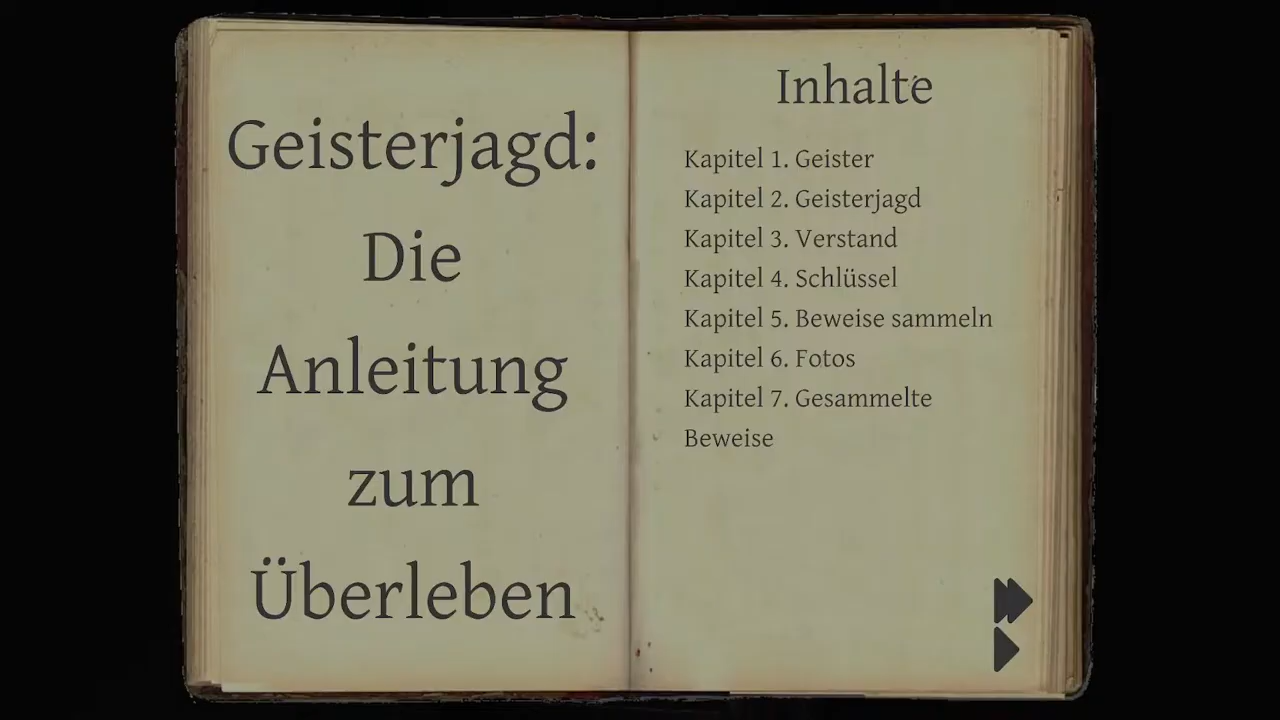 Geisterjagd:
Die
Anleitung
zum
Überleben
Inhalte
Kapitel 1. Geister
Kapitel 2. Geisterjagd
Kapitel 3. Verstand
Kapitel 4. Schlüssel
Kapitel 5. Beweise sammeln
Kapitel 6. Fotos
Kapitel 7. Gesammelte
Beweise